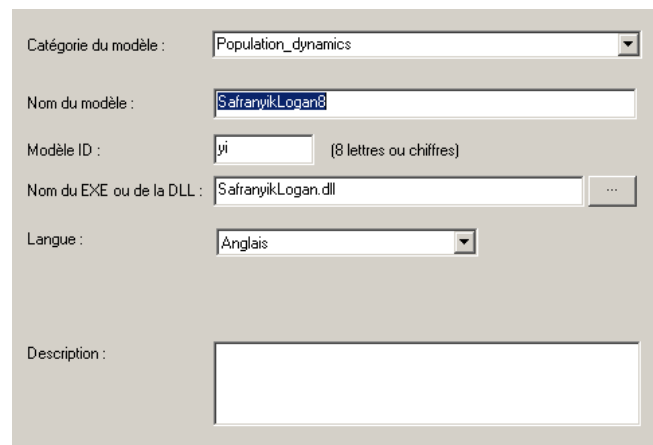 Catégorie du modèle : Population_dynamics
Nom du modèle : SafranyikLogan8
Modèle ID : yi (8 lettres ou chiffres)
Nom du EXE ou de la DLL : SafranyikLogan.dll ...
Langue : Anglais
Description :